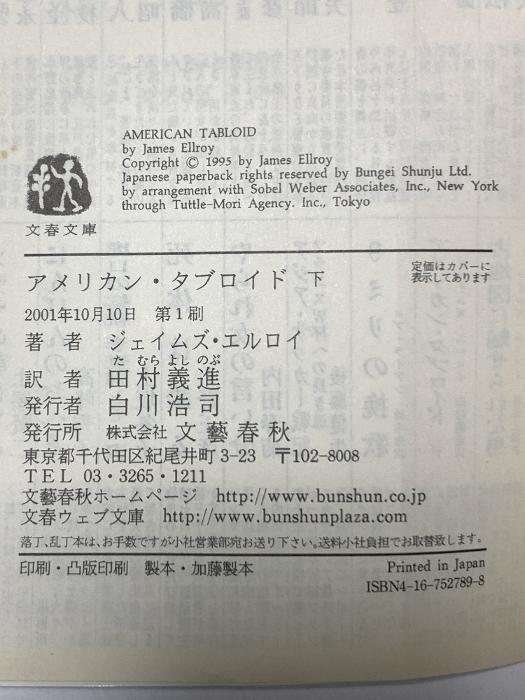 AMERICAN TABLOID
by James Ellroy
Copyright © 1995 by James Ellroy
Japanese paperback rights reserved by Bungei Shunju Ltd.
by arrangement with Sobel Weber Associates, Inc., New York
through Tuttle-Mori Agency. Inc., Tokyo
文春文庫
アメリカン・タブロイド 下
定価はカバーに
表示してあります
2001年10月10日 第1刷
著者 ジェイムズ・エルロイ
た むら よし のぶ
訳者 田村義進
発行者 白川浩司
発行所 株式会社 文藝春秋
東京都千代田区紀尾井町3-23 〒102-8008
TEL 03・3265・1211
文藝春秋ホームページ http://www.bunshun.co.jp
文春ウェブ文庫 http://www.bunshunplaza.com
落丁、乱丁本は、お手数ですが小社営業部宛お送り下さい。送料小社負担でお取替致します。
印刷・凸版印刷 製本・加藤製本
Printed in Japan
ISBN4-16-752789-8